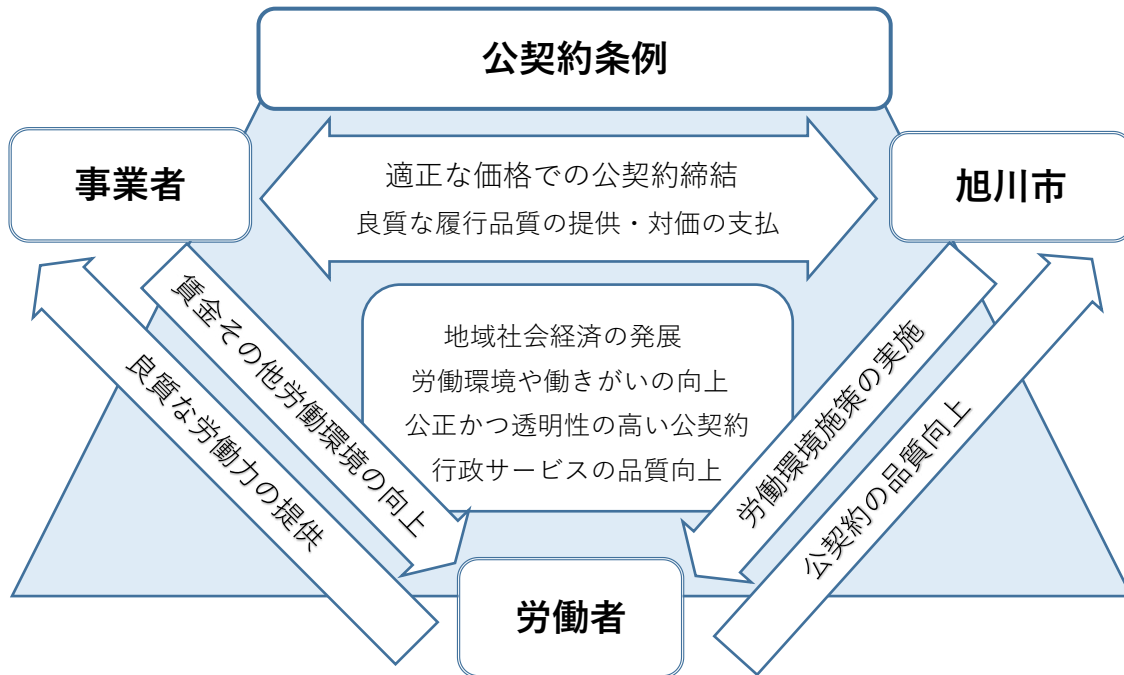 公契約条例
事業者
適正な価格での公契約締結
良質な履行品質の提供・対価の支払
旭川市
賃金その他労働環境の向上
良質な労働力の提供
地域社会経済の発展
労働環境や働きがいの向上
公正かつ透明性の高い公契約
行政サービスの品質向上
労働環境施策の実施
公契約の品質向上
労働者